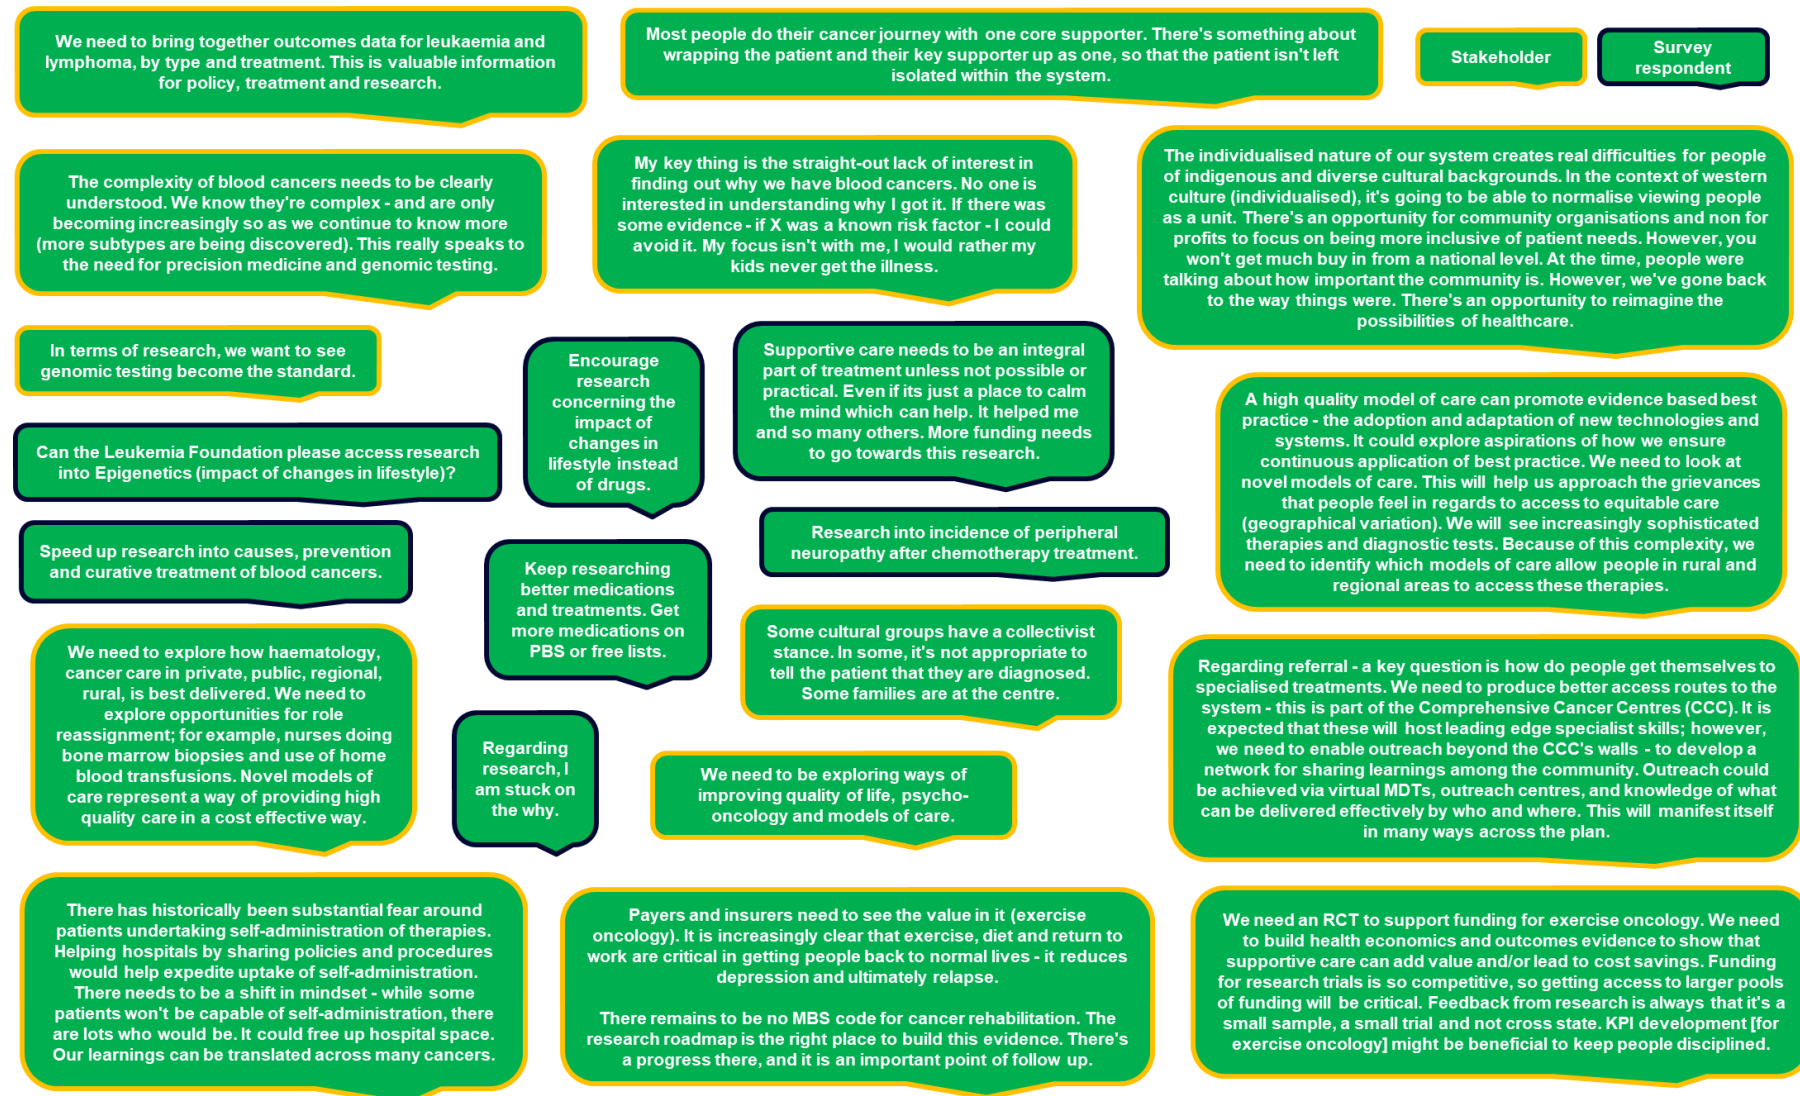 We need to bring together outcomes data for leukaemia and
lymphoma, by type and treatment. This is valuable information
for policy, treatment and research.
Most people do their cancer journey with one core supporter. There's something about
wrapping the patient and their key supporter up as one, so that the patient isn't left
isolated within the system.
Stakeholder
Survey
respondent
The complexity of blood cancers needs to be clearly
understood. We know they're complex - and are only
becoming increasingly so as we continue to know more
(more subtypes are being discovered). This really speaks to
the need for precision medicine and genomic testing.
My key thing is the straight-out lack of interest in
finding out why we have blood cancers. No one is
interested in understanding why I got it. If there was
some evidence - if X was a known risk factor - I could
avoid it. My focus isn't with me, I would rather my
kids never get the illness.
The individualised nature of our system creates real difficulties for people
of indigenous and diverse cultural backgrounds. In the context of western
culture (individualised), it's going to be able to normalise viewing people
as a unit. There's an opportunity for community organisations and non for
profits to focus on being more inclusive of patient needs. However, you
won't get much buy in from a national level. At the time, people were
talking about how important the community is. However, we've gone back
to the way things were. There's an opportunity to reimagine the
possibilities of healthcare.
In terms of research, we want to see
genomic testing become the standard.
Encourage
research
concerning the
impact of
changes in
lifestyle instead
of drugs.
Supportive care needs to be an integral
part of treatment unless not possible or
practical. Even if its just a place to calm
the mind which can help. It helped me
and so many others. More funding needs
to go towards this research.
A high quality model of care can promote evidence based best
practice - the adoption and adaptation of new technologies and
systems. It could explore aspirations of how we ensure
continuous application of best practice. We need to look at
novel models of care. This will help us approach the grievances
that people feel in regards to access to equitable care
(geographical variation). We will see increasingly sophisticated
therapies and diagnostic tests. Because of this complexity, we
need to identify which models of care allow people in rural and
regional areas to access these therapies.
Can the Leukemia Foundation please access research
into Epigenetics (impact of changes in lifestyle)?
Speed up research into causes, prevention
and curative treatment of blood cancers.
Keep researching
better medications
and treatments. Get
more medications on
PBS or free lists.
Research into incidence of peripheral
neuropathy after chemotherapy treatment.
Some cultural groups have a collectivist
stance. In some, it's not appropriate to
tell the patient that they are diagnosed.
Some families are at the centre.
We need to explore how haematology,
cancer care in private, public, regional,
rural, is best delivered. We need to
explore opportunities for role
reassignment; for example, nurses doing
bone marrow biopsies and use of home
blood transfusions. Novel models of
care represent a way of providing high
quality care in a cost effective way.
Regarding
research, I
am stuck on
the why.
We need to be exploring ways of
improving quality of life, psycho-
oncology and models of care.
Regarding referral - a key question is how do people get themselves to
specialised treatments. We need to produce better access routes to the
system - this is part of the Comprehensive Cancer Centres (CCC). It is
expected that these will host leading edge specialist skills; however,
we need to enable outreach beyond the CCC's walls - to develop a
network for sharing learnings among the community. Outreach could
be achieved via virtual MDTs, outreach centres, and knowledge of what
can be delivered effectively by who and where. This will manifest itself
in many ways across the plan.
There has historically been substantial fear around
patients undertaking self-administration of therapies.
Helping hospitals by sharing policies and procedures
would help expedite uptake of self-administration.
There needs to be a shift in mindset - while some
patients won't be capable of self-administration, there
are lots who would be. It could free up hospital space.
Our learnings can be translated across many cancers.
Payers and insurers need to see the value in it (exercise
oncology). It is increasingly clear that exercise, diet and return to
work are critical in getting people back to normal lives - it reduces
depression and ultimately relapse.
There remains to be no MBS code for cancer rehabilitation. The
research roadmap is the right place to build this evidence. There's
a progress there, and it is an important point of follow up.
We need an RCT to support funding for exercise oncology. We need
to build health economics and outcomes evidence to show that
supportive care can add value and/or lead to cost savings. Funding
for research trials is so competitive, so getting access to larger pools
of funding will be critical. Feedback from research is always that it's a
small sample, a small trial and not cross state. KPI development [for
exercise oncology] might be beneficial to keep people disciplined.